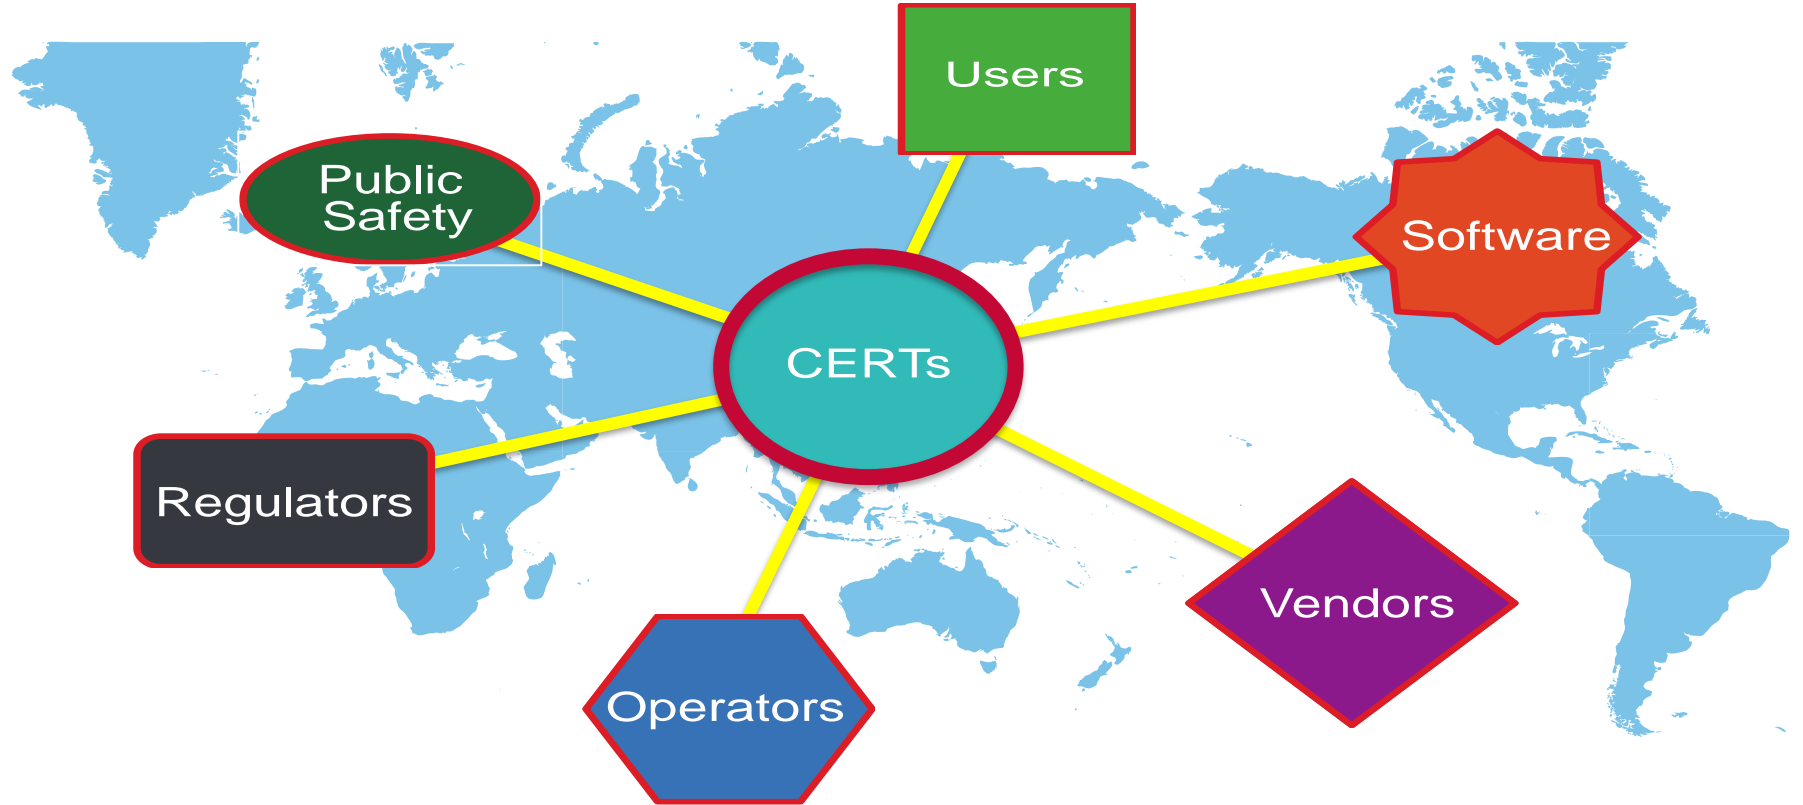 Users
Public
Safety
Software
CERTs
Regulators
Vendors
Operators